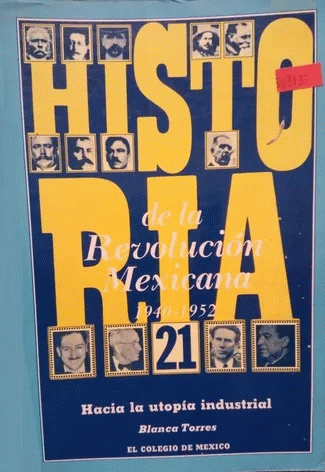 HISTO
RIA
de la
Revolución
Mexicana
1940-1952
21
Hacia la utopía industrial
Blanca Torres
EL COLEGIO DE MEXICO